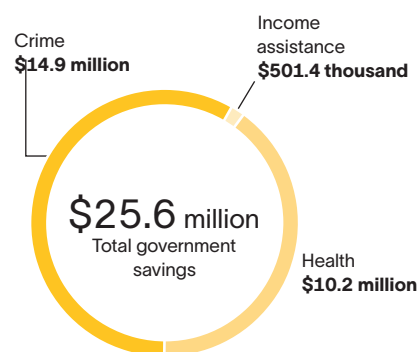 Crime
$14.9 million
Income
assistance
$501.4 thousand
$25.6 million
Total government
savings
Health
$10.2 million